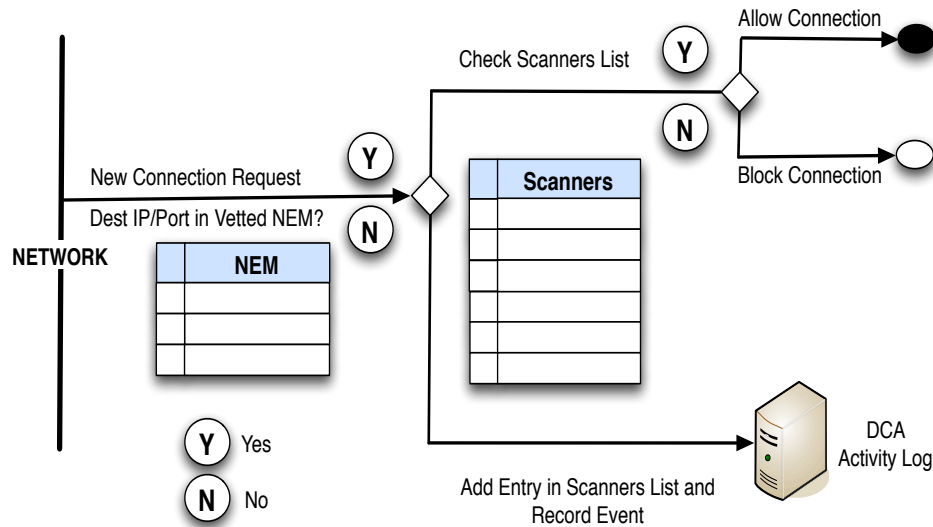 Allow Connection
Y
Check Scanners List
N
Block Connection
Y
New Connection Request
Dest IP/Port in Vetted NEM?
N
NETWORK
NEM
Scanners
Y Yes
N No
DCA
Activity Log
Add Entry in Scanners List and
Record Event